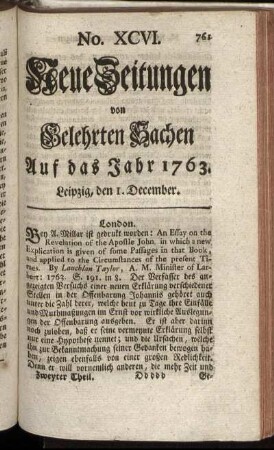 No. XCVI. 761
Neue Zeitungen
von
Gelehrten Sachen
Auf das Jahr 1763.
Leipzig, den 1. December.
London.
Bey A. Millar ist gedruckt worden: An Essay on the
Revelation of the Apostle John, in which a new
Explication is given of some Passages in that Book,
and applied to the Circumstances of the present Ti-
mes. By Lauchlan Taylor, A. M. Minister of Lar-
bert: 1763. S. 191. in 8. Der Verfasser des an-
gezeigten Versuchs einer neuen Erklärung verschiedener
Stellen in der Offenbarung Johannis gehöret auch
unter die Zahl derer, welche heut zu Tage ihre Einfälle
und Muthmaßungen im Ernst vor wirkliche Auslegun-
gen der Offenbarung ausgeben. Er ist aber darinn
noch zu loben, daß er seine vermeynte Erklärung selbst
nur eine Hypothese nennet; und die Ursachen, welche
ihn zur Bekanntmachung seiner Gedanken bewogen ha-
ben, zeigen ebenfalls von einer großen Redlichkeit.
Denn er will vornemlich anderen, die mehr Zeit und
Zweyter Theil. Ddddd Ge-